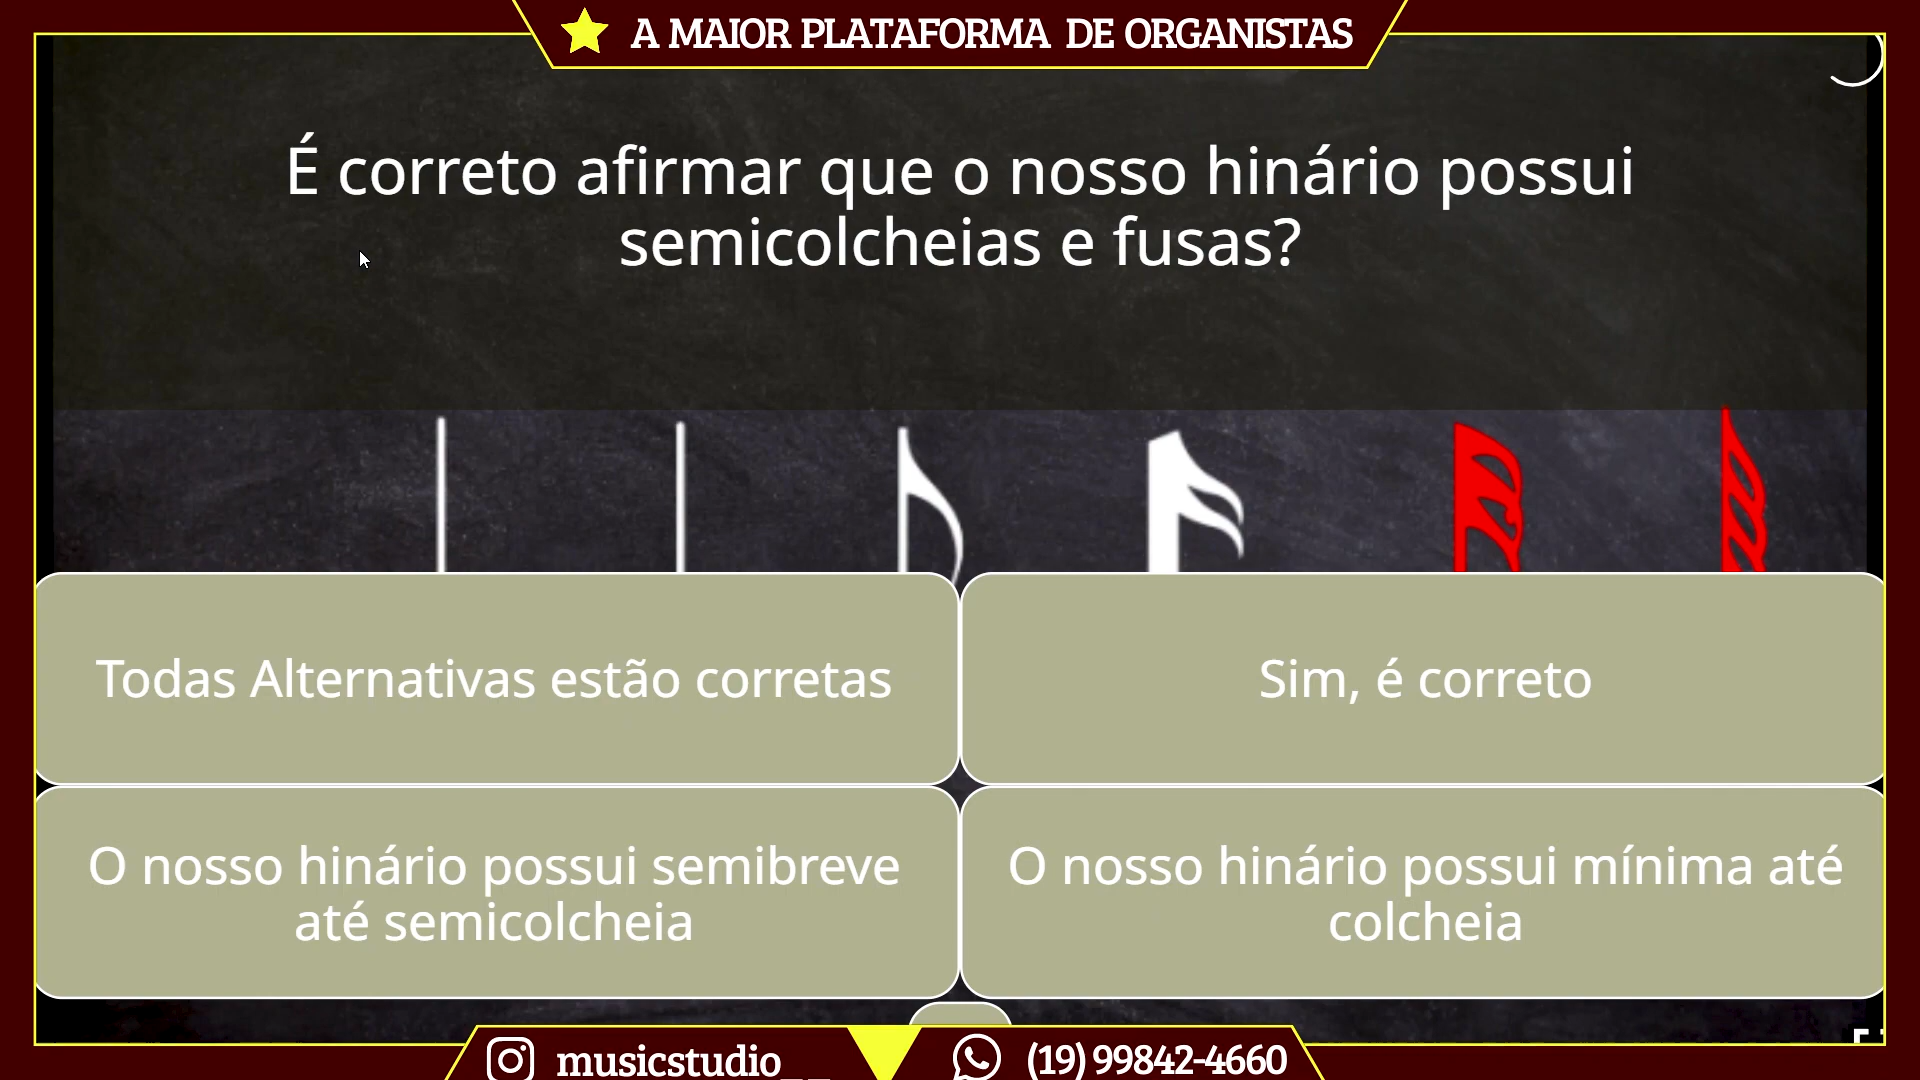 A MAIOR PLATAFORMA DE ORGANISTAS
É correto afirmar que o nosso hinário possui
semicolcheias e fusas?
Todas Alternativas estão corretas
Sim, é correto
O nosso hinário possui semibreve
até semicolcheia
O nosso hinário possui mínima até
colcheia
musicstudio__
(19) 99842-4660